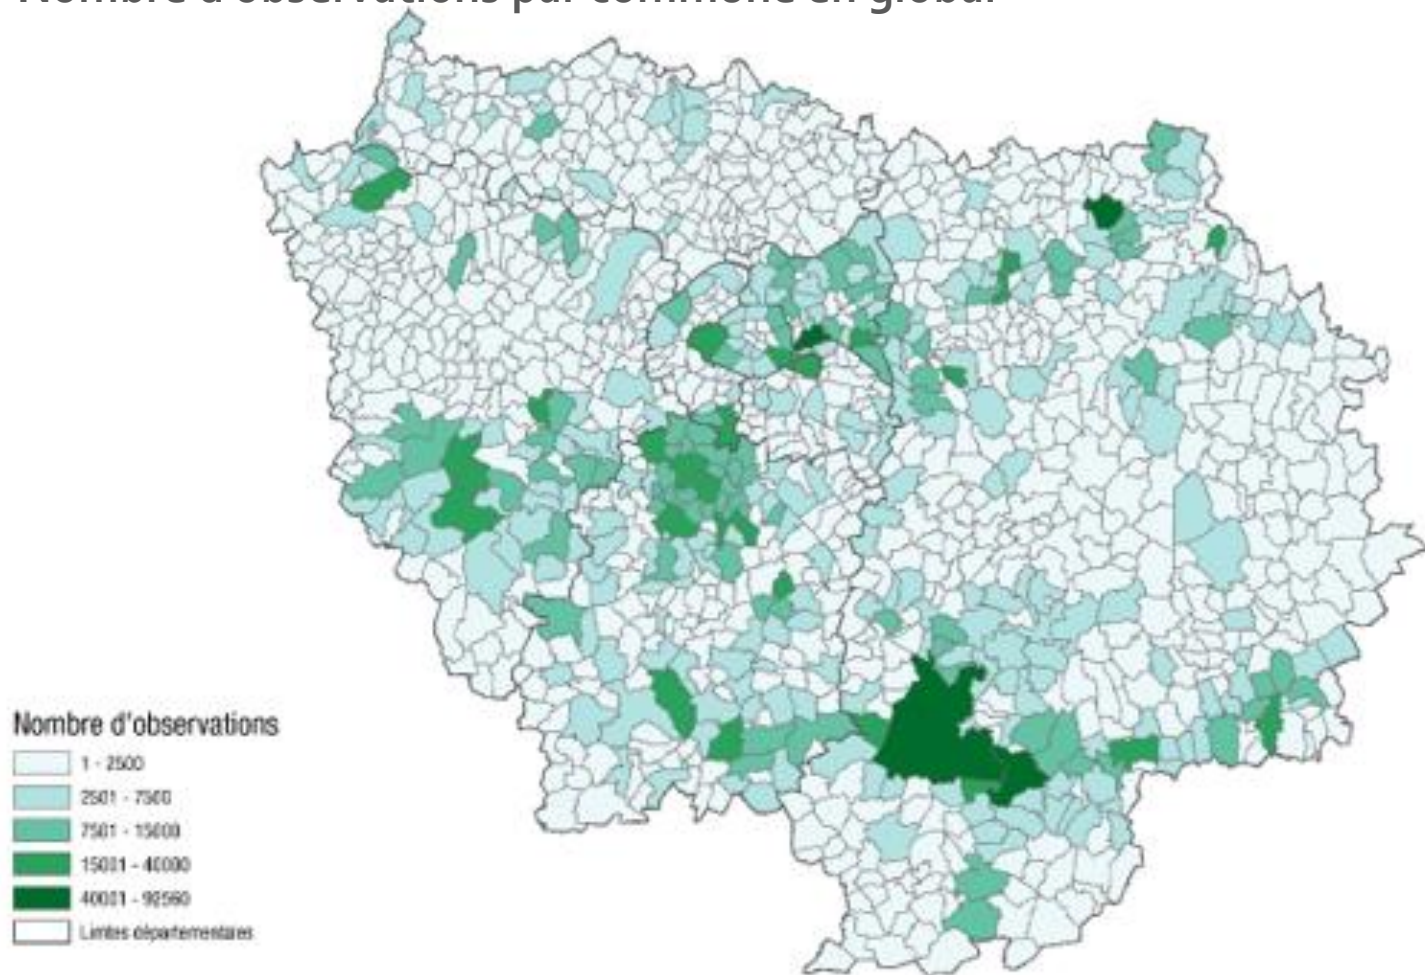 Nombre d'observations par commune en global
Nombre d'observations
1 - 2500
2501 - 7500
7501 - 15000
15001 - 40000
40001 - 92560
Limtes départementales